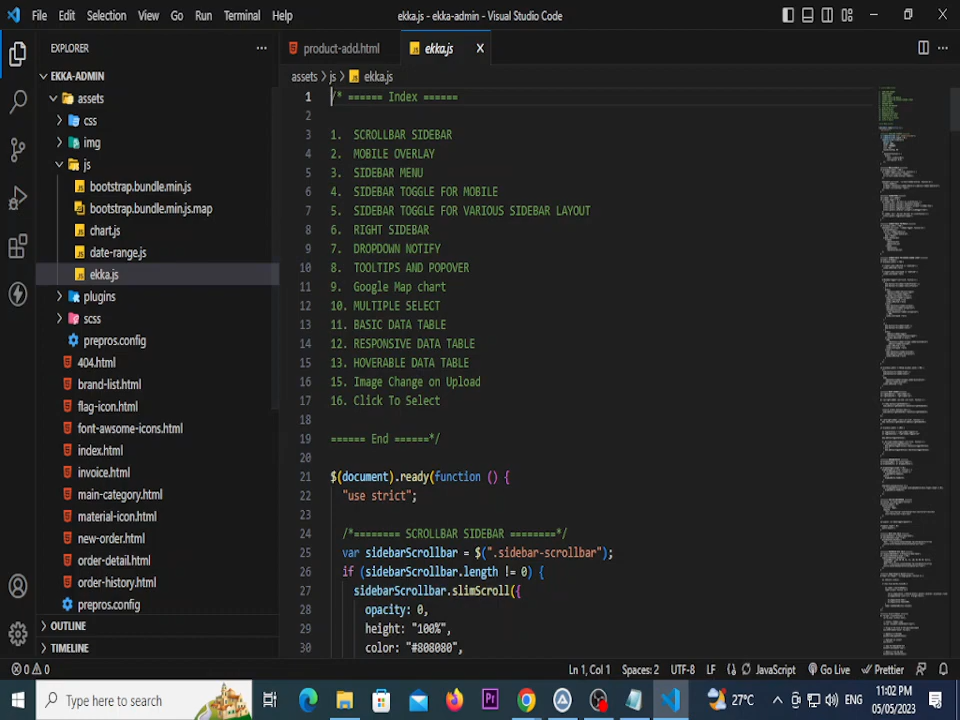 File Edit Selection View Go Run Terminal Help
ekka.js - ekka-admin - Visual Studio Code
EXPLORER
EKKA-ADMIN
assets
css
img
js
bootstrap.bundle.min.js
bootstrap.bundle.min.js.map
chart.js
date-range.js
ekka.js
plugins
scss
prepros.config
404.html
brand-list.html
flag-icon.html
font-awsome-icons.html
index.html
invoice.html
main-category.html
material-icon.html
new-order.html
order-detail.html
order-history.html
prepros.config
OUTLINE
TIMELINE
product-add.html
ekka.js
assets > js > ekka.js
1 /* ====== Index ======
2
3 1. SCROLLBAR SIDEBAR
4 2. MOBILE OVERLAY
5 3. SIDEBAR MENU
6 4. SIDEBAR TOGGLE FOR MOBILE
7 5. SIDEBAR TOGGLE FOR VARIOUS SIDEBAR LAYOUT
8 6. RIGHT SIDEBAR
9 7. DROPDOWN NOTIFY
10 8. TOOLTIPS AND POPOVER
11 9. Google Map chart
12 10. MULTIPLE SELECT
13 11. BASIC DATA TABLE
14 12. RESPONSIVE DATA TABLE
15 13. HOVERABLE DATA TABLE
16 15. Image Change on Upload
17 16. Click To Select
18
19 ====== End ======*/
20
21 $(document).ready(function () {
22 "use strict";
23
24 /*======== SCROLLBAR SIDEBAR ========*/
25 var sidebarScrollbar = $(".sidebar-scrollbar");
26 if (sidebarScrollbar.length != 0) {
27 sidebarScrollbar.slimScroll({
28 opacity: 0,
29 height: "100%",
30 color: "#808080",
0 0 Ln 1, Col 1 Spaces: 2 UTF-8 LF JavaScript Go Live Prettier
Type here to search
Pr
27°C
ENG
11:02 PM
05/05/2023